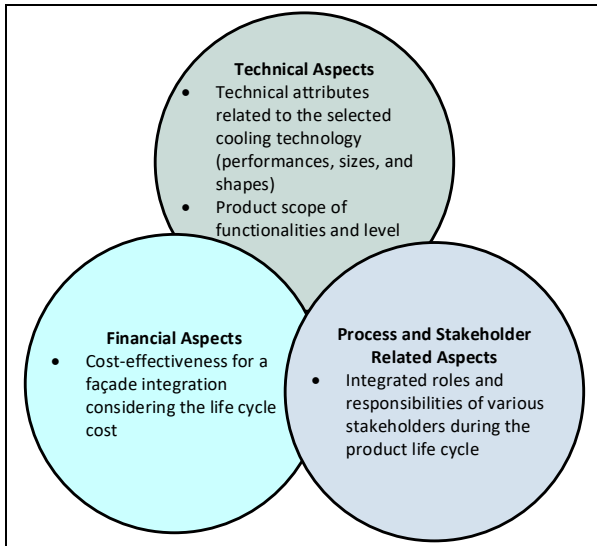 Technical Aspects
• Technical attributes
related to the selected
cooling technology
(performances, sizes, and
shapes)
• Product scope of
functionalities and level
Financial Aspects
• Cost-effectiveness for a
façade integration
considering the life cycle
cost
Process and Stakeholder
Related Aspects
• Integrated roles and
responsibilities of various
stakeholders during the
product life cycle